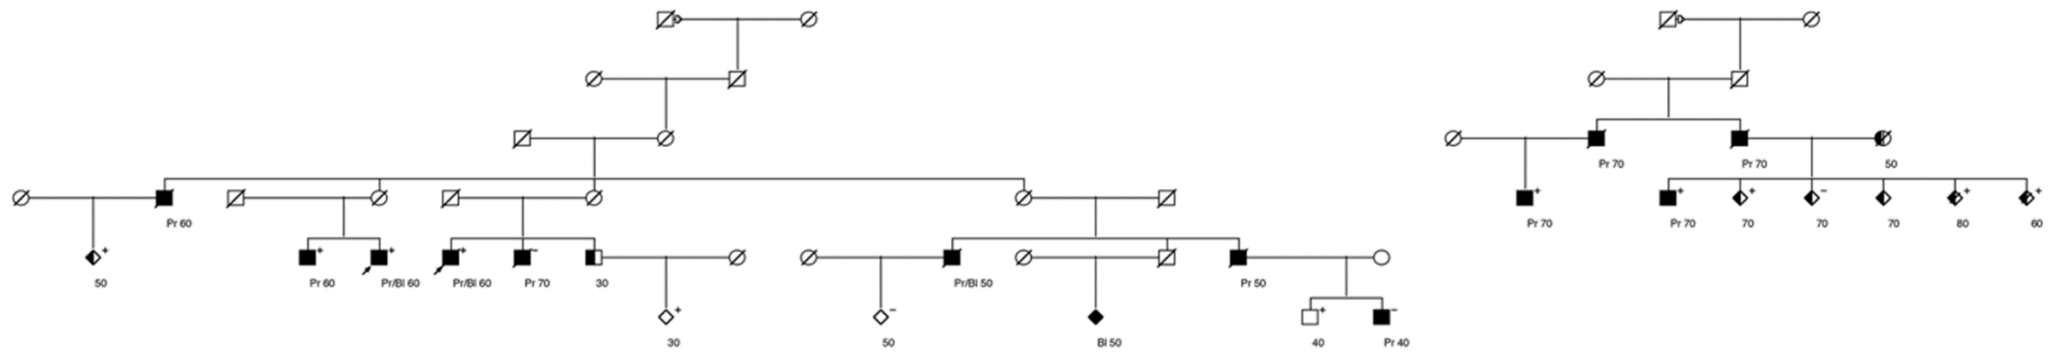 Pr 70 Pr 70 50
+ + + − + +
Pr 60 Pr 70 Pr 70 70 70 70 80 60
+ + + + −
50 Pr 60 Pr/Bl 60 Pr/Bl 60 Pr 70 30 Pr/Bl 50 Pr 50
+ − + −
30 50 Bl 50 40 Pr 40